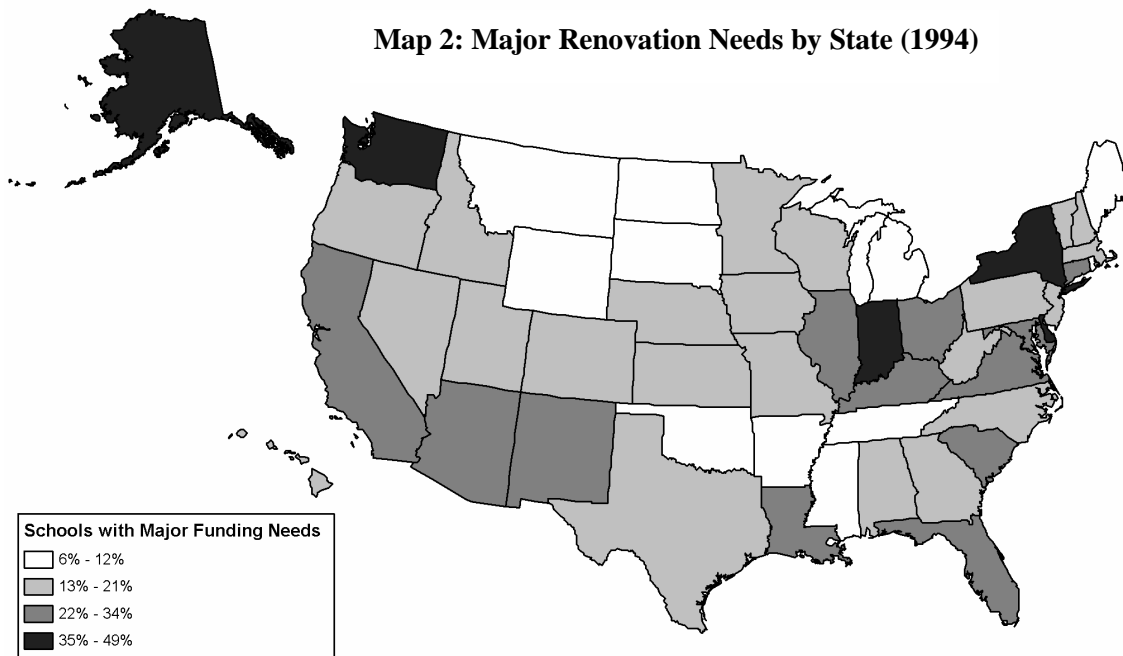 Map 2: Major Renovation Needs by State (1994)
Schools with Major Funding Needs
6% - 12%
13% - 21%
22% - 34%
35% - 49%